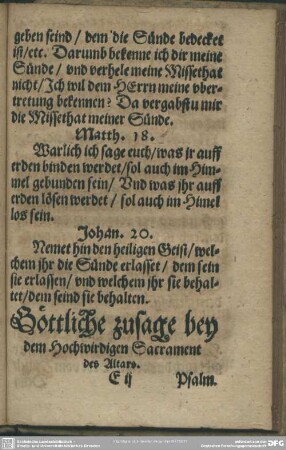 geben seind / dem die Sünde bedecket
ist / etc. Darumb bekenne ich dir meine
Sünde / vnd verhele meine Missethat
nicht / Ich wil dem HErrn meine vber-
tretung bekennen? Da vergabstu mir
die Missethat meiner Sünde.
Matth. 18.
Warlich ich sage euch / was jr auff
erden binden werdet / sol auch im Him-
mel gebunden sein / Vnd was jhr auff
erden lösen werdet / sol auch im Himel
los sein.
Johan. 20.
Nemet hin den heiligen Geist / wel-
chem jhr die Sünde erlasset / dem sein
sie erlassen / vnd welchem jhr sie behal-
tet / dem seind sie behalten.
Göttliche zusage bey
dem Hochwirdigen Sacrament
des Altars.
E ij Psalm.